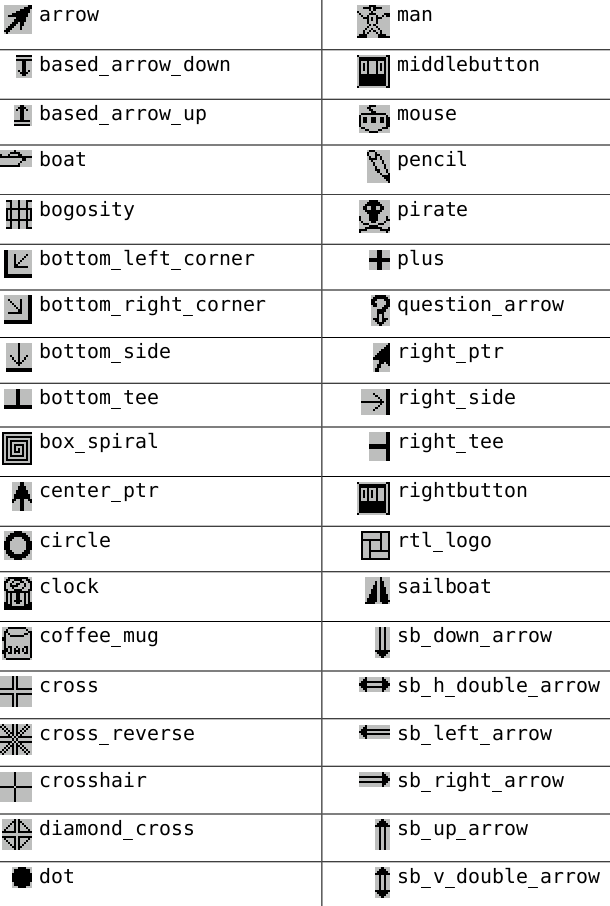 arrow
man
based_arrow_down
middlebutton
based_arrow_up
mouse
boat
pencil
bogosity
pirate
bottom_left_corner
plus
bottom_right_corner
question_arrow
bottom_side
right_ptr
bottom_tee
right_side
box_spiral
right_tee
center_ptr
rightbutton
circle
rtl_logo
clock
sailboat
coffee_mug
sb_down_arrow
cross
sb_h_double_arrow
cross_reverse
sb_left_arrow
crosshair
sb_right_arrow
diamond_cross
sb_up_arrow
dot
sb_v_double_arrow